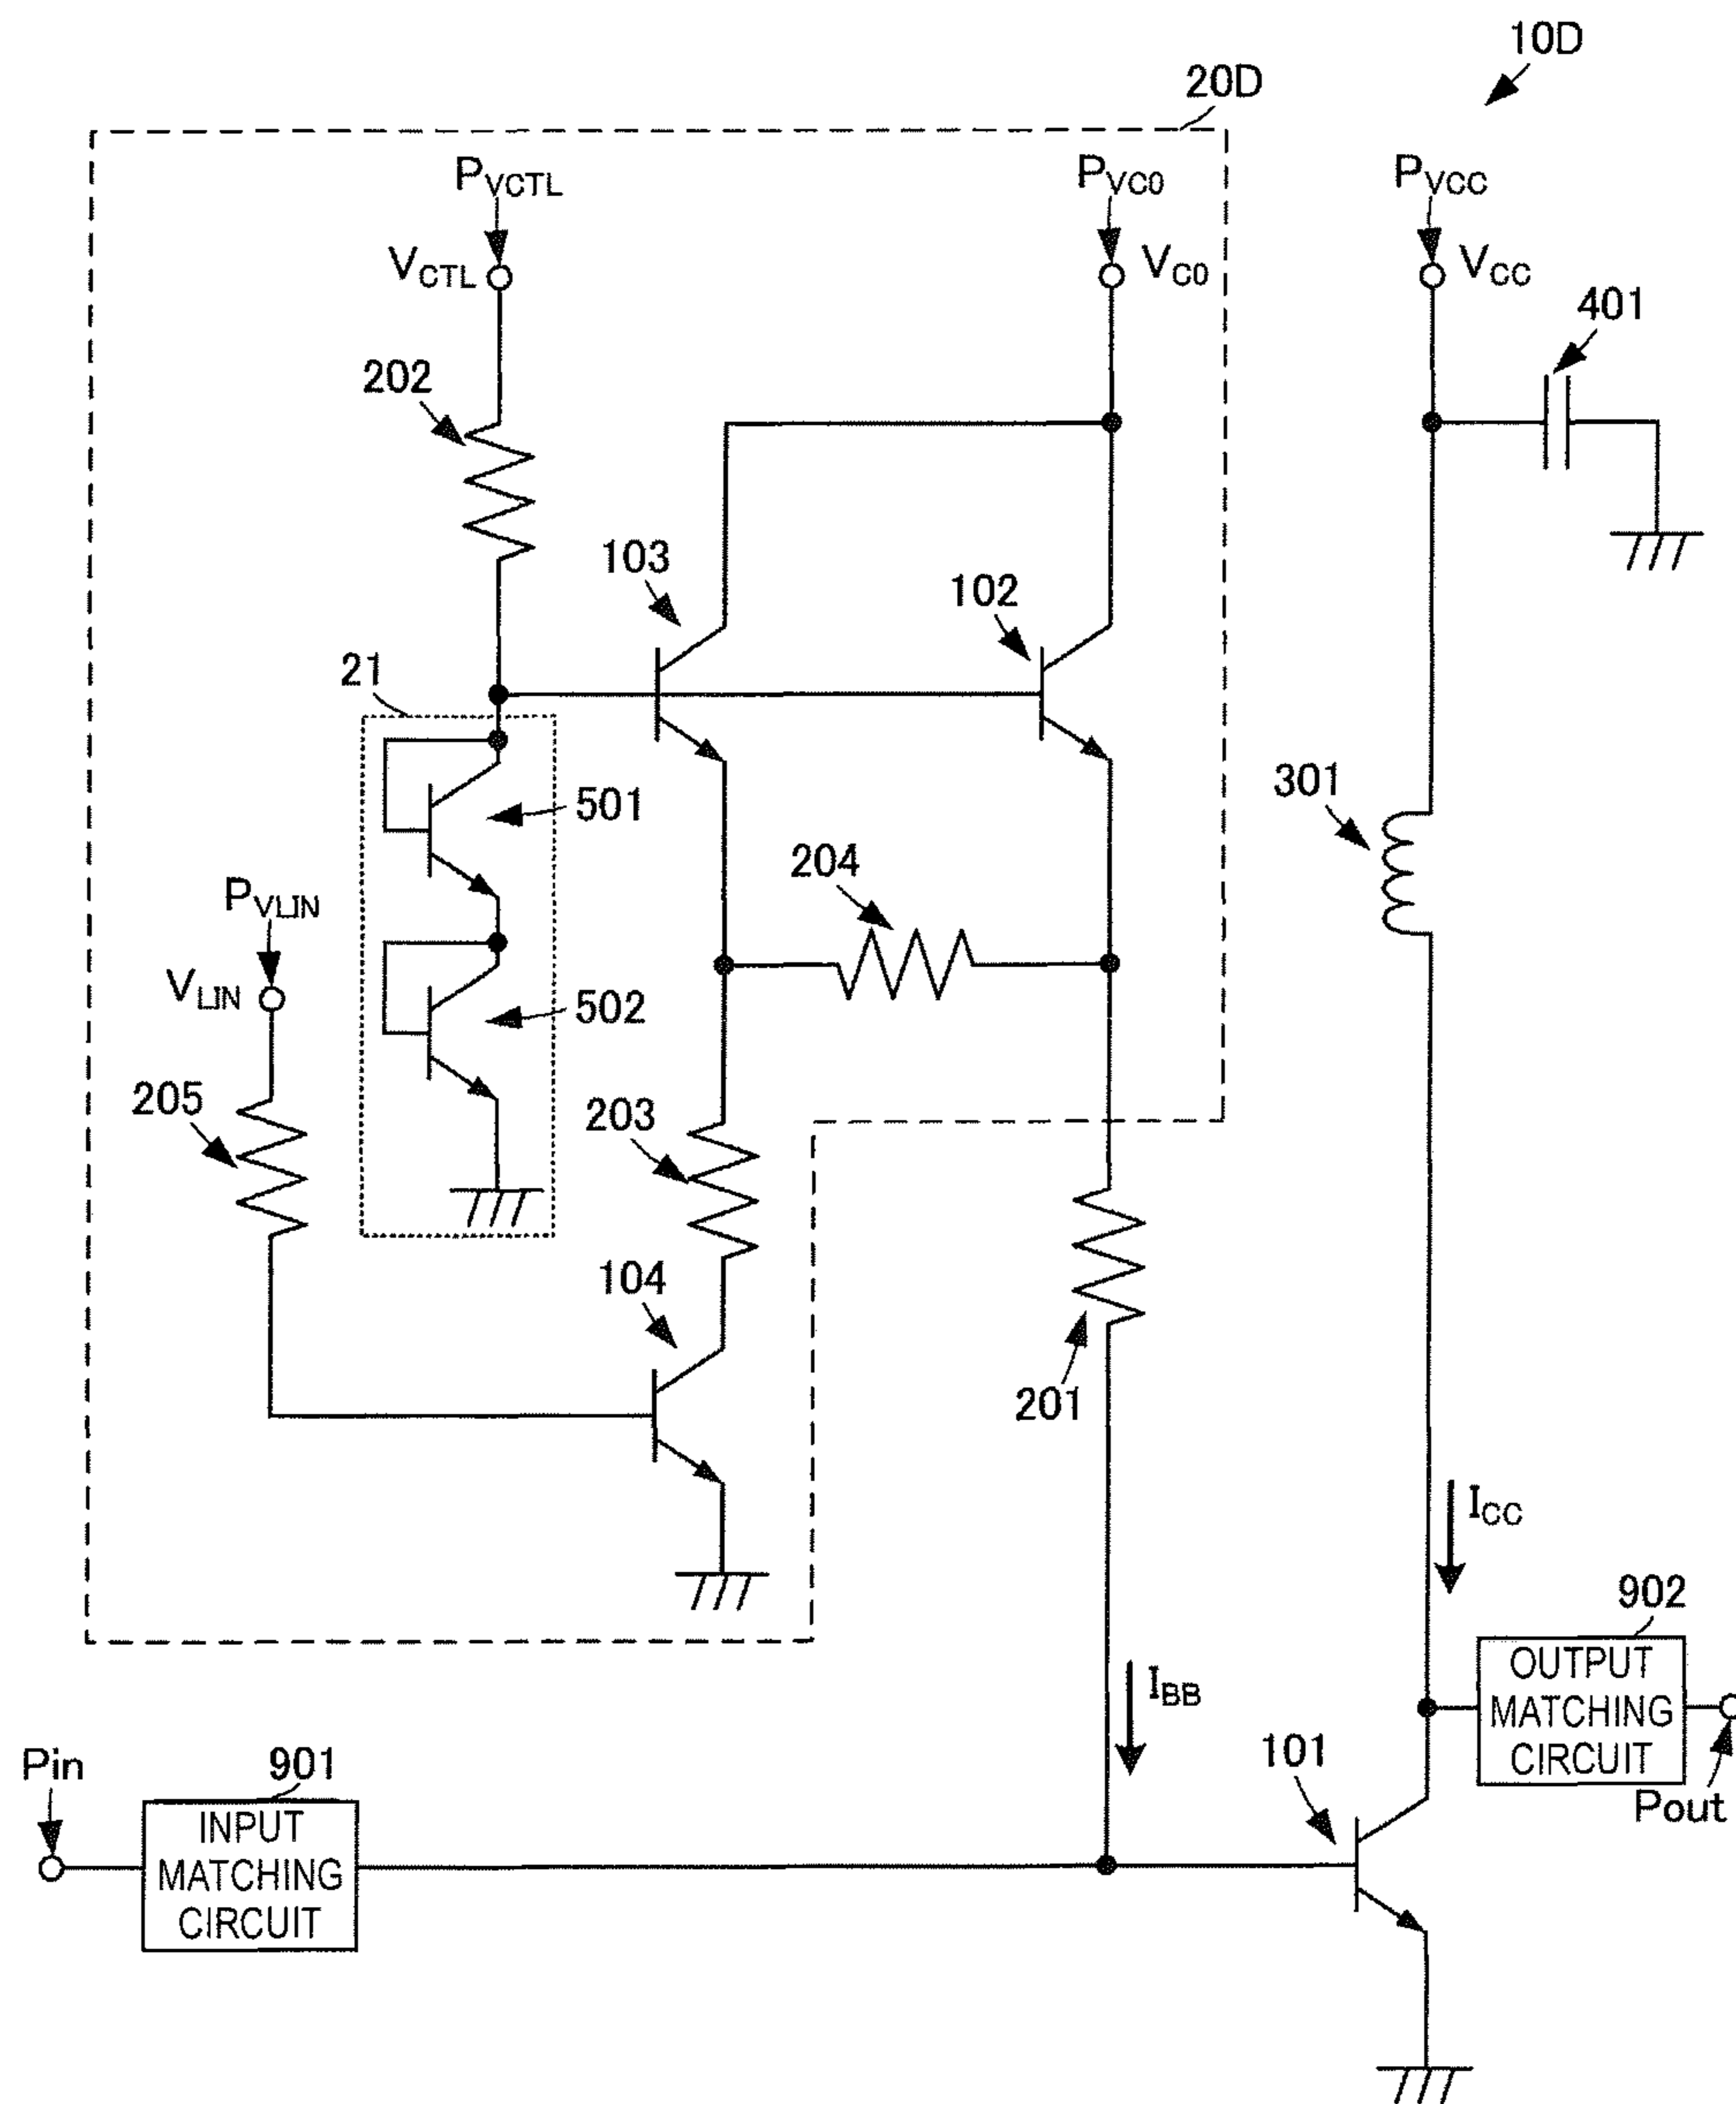 10D
20D
PVCTL
PVC0
PVCC
VCTL
VC0
VCC
401
202
103
102
21
301
501
204
PVLIN
VLIN
502
205
203
104
201
ICC
902
OUTPUT
MATCHING
CIRCUIT
IBB
101
Pin
901
Pout
INPUT
MATCHING
CIRCUIT